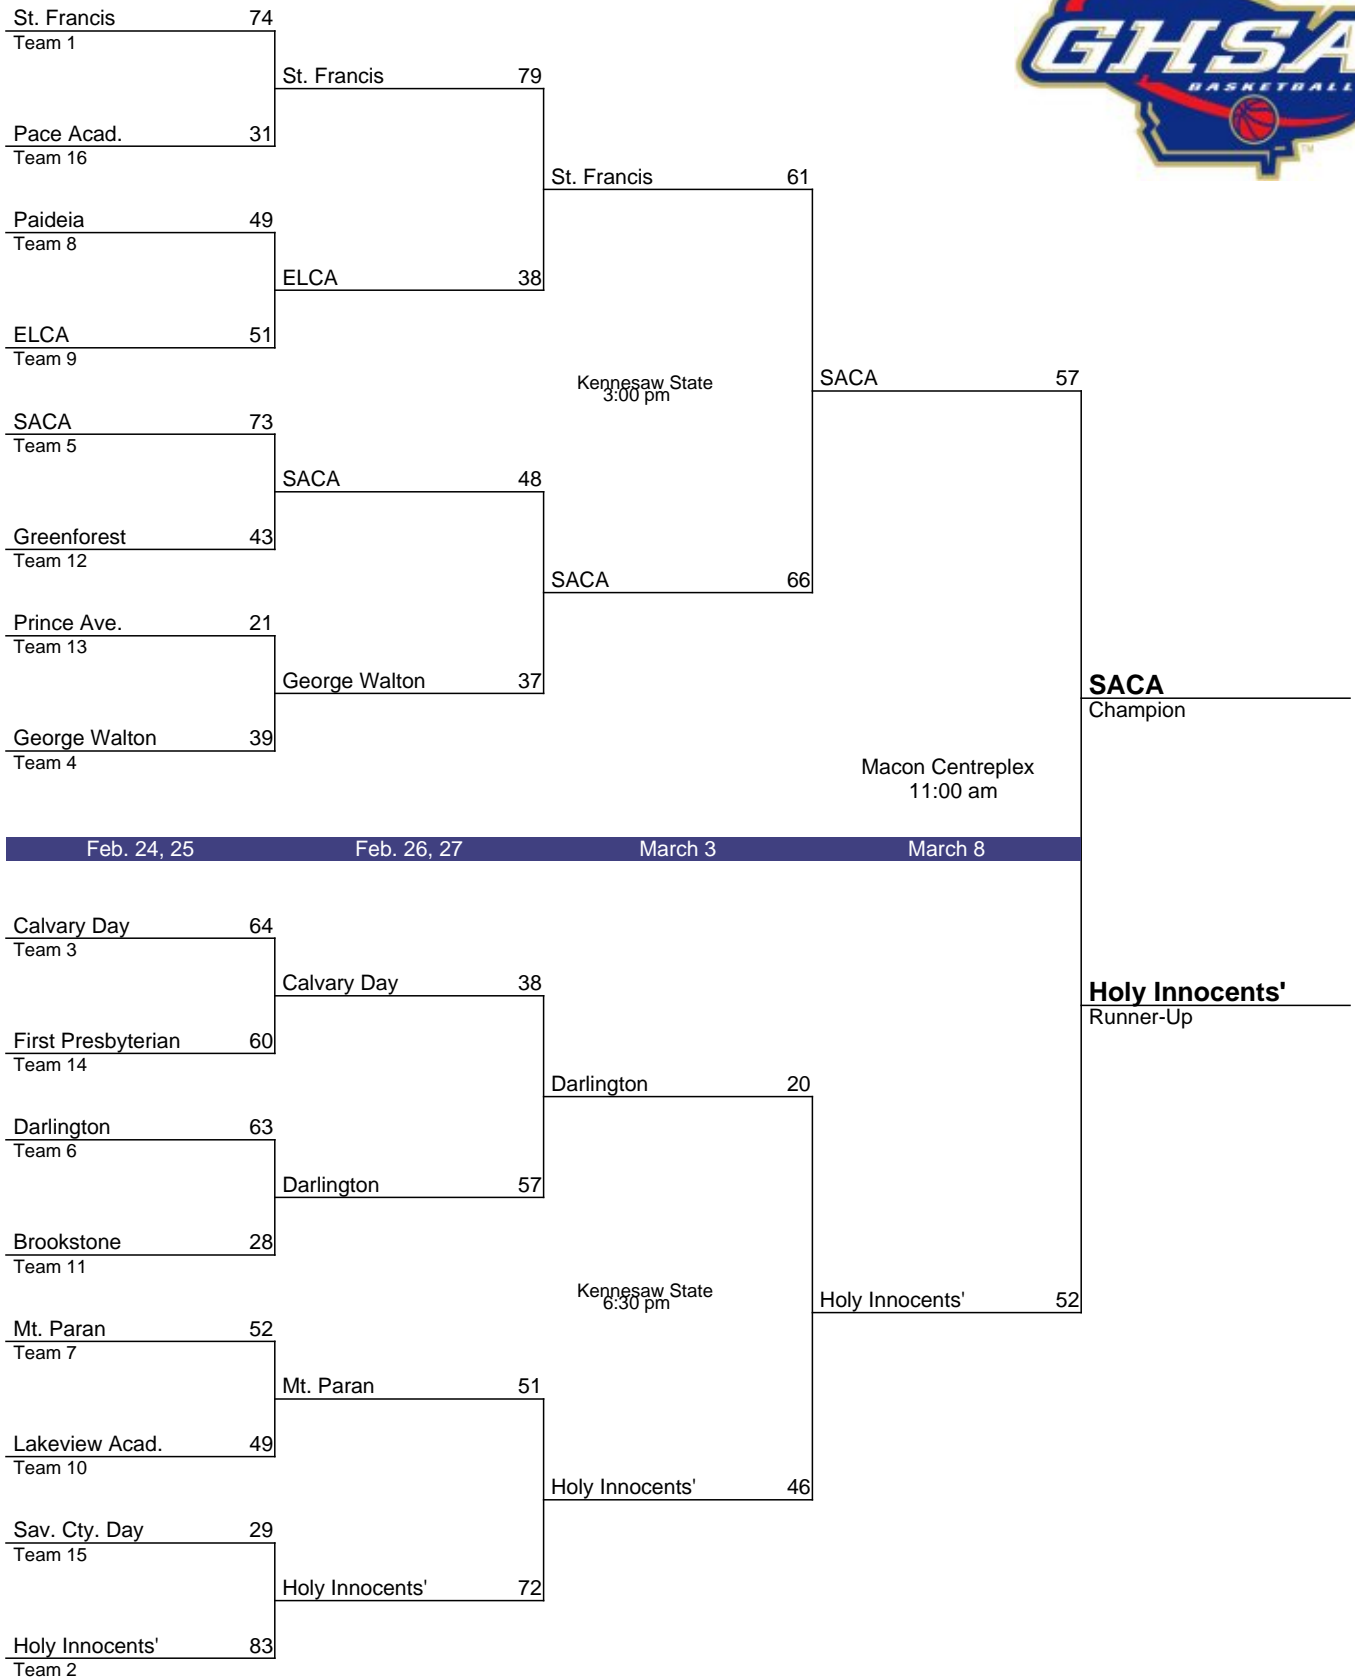 GHSA
BASKETBALL
TM
St. Francis 74
Team 1
St. Francis 79
Pace Acad. 31
Team 16
St. Francis 61
Paideia 49
Team 8
ELCA 38
ELCA 51
Team 9
Kennesaw State
3:00 pm
SACA 57
SACA 73
Team 5
SACA 48
Greenforest 43
Team 12
SACA 66
Prince Ave. 21
Team 13
George Walton 37
SACA
Champion
George Walton 39
Team 4
Macon Centreplex
11:00 am
Feb. 24, 25 Feb. 26, 27 March 3 March 8
Calvary Day 64
Team 3
Calvary Day 38
Holy Innocents'
Runner-Up
First Presbyterian 60
Team 14
Darlington 20
Darlington 63
Team 6
Darlington 57
Brookstone 28
Team 11
Kennesaw State
6:30 pm
Holy Innocents' 52
Mt. Paran 52
Team 7
Mt. Paran 51
Lakeview Acad. 49
Team 10
Holy Innocents' 46
Sav. Cty. Day 29
Team 15
Holy Innocents' 72
Holy Innocents' 83
Team 2